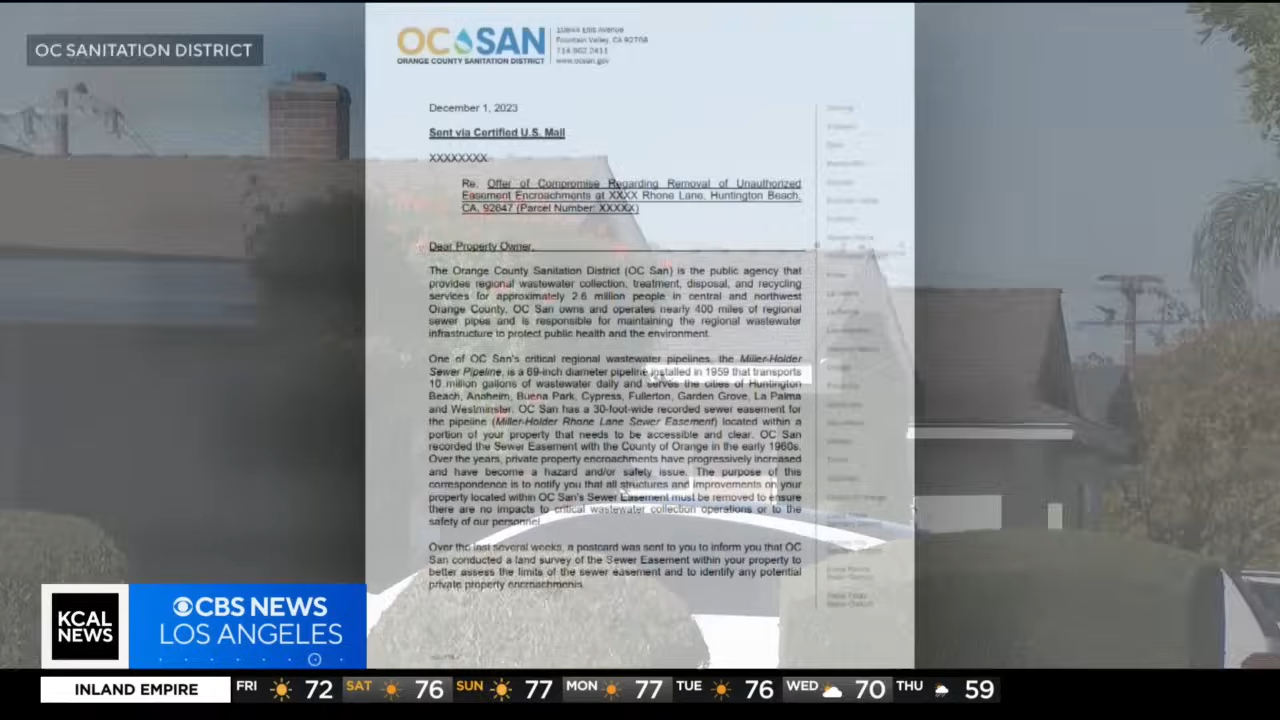 OC SANITATION DISTRICT
OC SAN
ORANGE COUNTY SANITATION DISTRICT
10844 Ellis Avenue
Fountain Valley, CA 92708
714.962.2411
www.ocsan.gov
December 1, 2023
Sent via Certified U.S. Mail
XXXXXXXX
Re: Offer of Compromise Regarding Removal of Unauthorized
Easement Encroachments at XXXX Rhone Lane, Huntington Beach,
CA, 92647 (Parcel Number: XXXXX)
Dear Property Owner,
The Orange County Sanitation District (OC San) is the public agency that
provides regional wastewater collection, treatment, disposal, and recycling
services for approximately 2.6 million people in central and northwest
Orange County. OC San owns and operates nearly 400 miles of regional
sewer pipes and is responsible for maintaining the regional wastewater
infrastructure to protect public health and the environment.
One of OC San's critical regional wastewater pipelines, the Miller-Holder
Sewer Pipeline, is a 69-inch diameter pipeline installed in 1959 that transports
10 million gallons of wastewater daily and serves the cities of Huntington
Beach, Anaheim, Buena Park, Cypress, Fullerton, Garden Grove, La Palma
and Westminster. OC San has a 30-foot-wide recorded sewer easement for
the pipeline (Miller-Holder Rhone Lane Sewer Easement) located within a
portion of your property that needs to be accessible and clear. OC San
recorded the Sewer Easement with the County of Orange in the early 1960s.
Over the years, private property encroachments have progressively increased
and have become a hazard and/or safety issue. The purpose of this
correspondence is to notify you that all structures and improvements on your
property located within OC San's Sewer Easement must be removed to ensure
there are no impacts to critical wastewater collection operations or to the
safety of our personnel.
Over the last several weeks, a postcard was sent to you to inform you that OC
San conducted a land survey of the Sewer Easement within your property to
better assess the limits of the sewer easement and to identify any potential
private property encroachments.
KCAL
NEWS
CBS NEWS
LOS ANGELES
INLAND EMPIRE FRI 72 SAT 76 SUN 77 MON 77 TUE 76 WED 70 THU 59